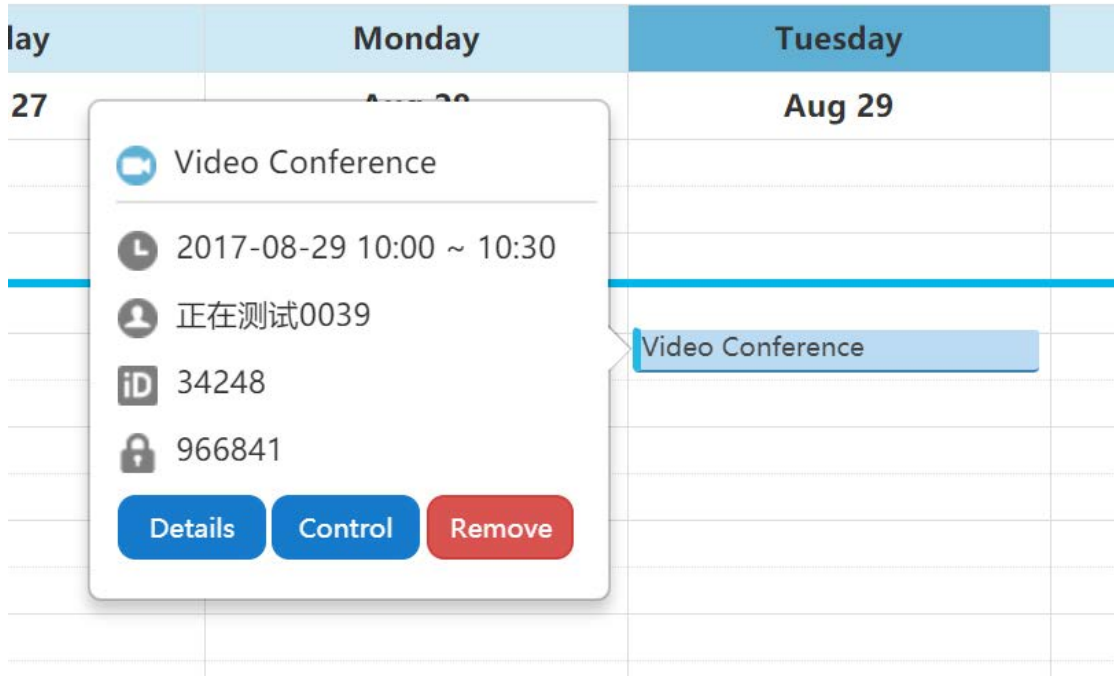 Monday
Tuesday
27
Aug 29
Video Conference
2017-08-29 10:00 ~ 10:30
正在测试0039
Video Conference
iD
34248
966841
Details
Control
Remove